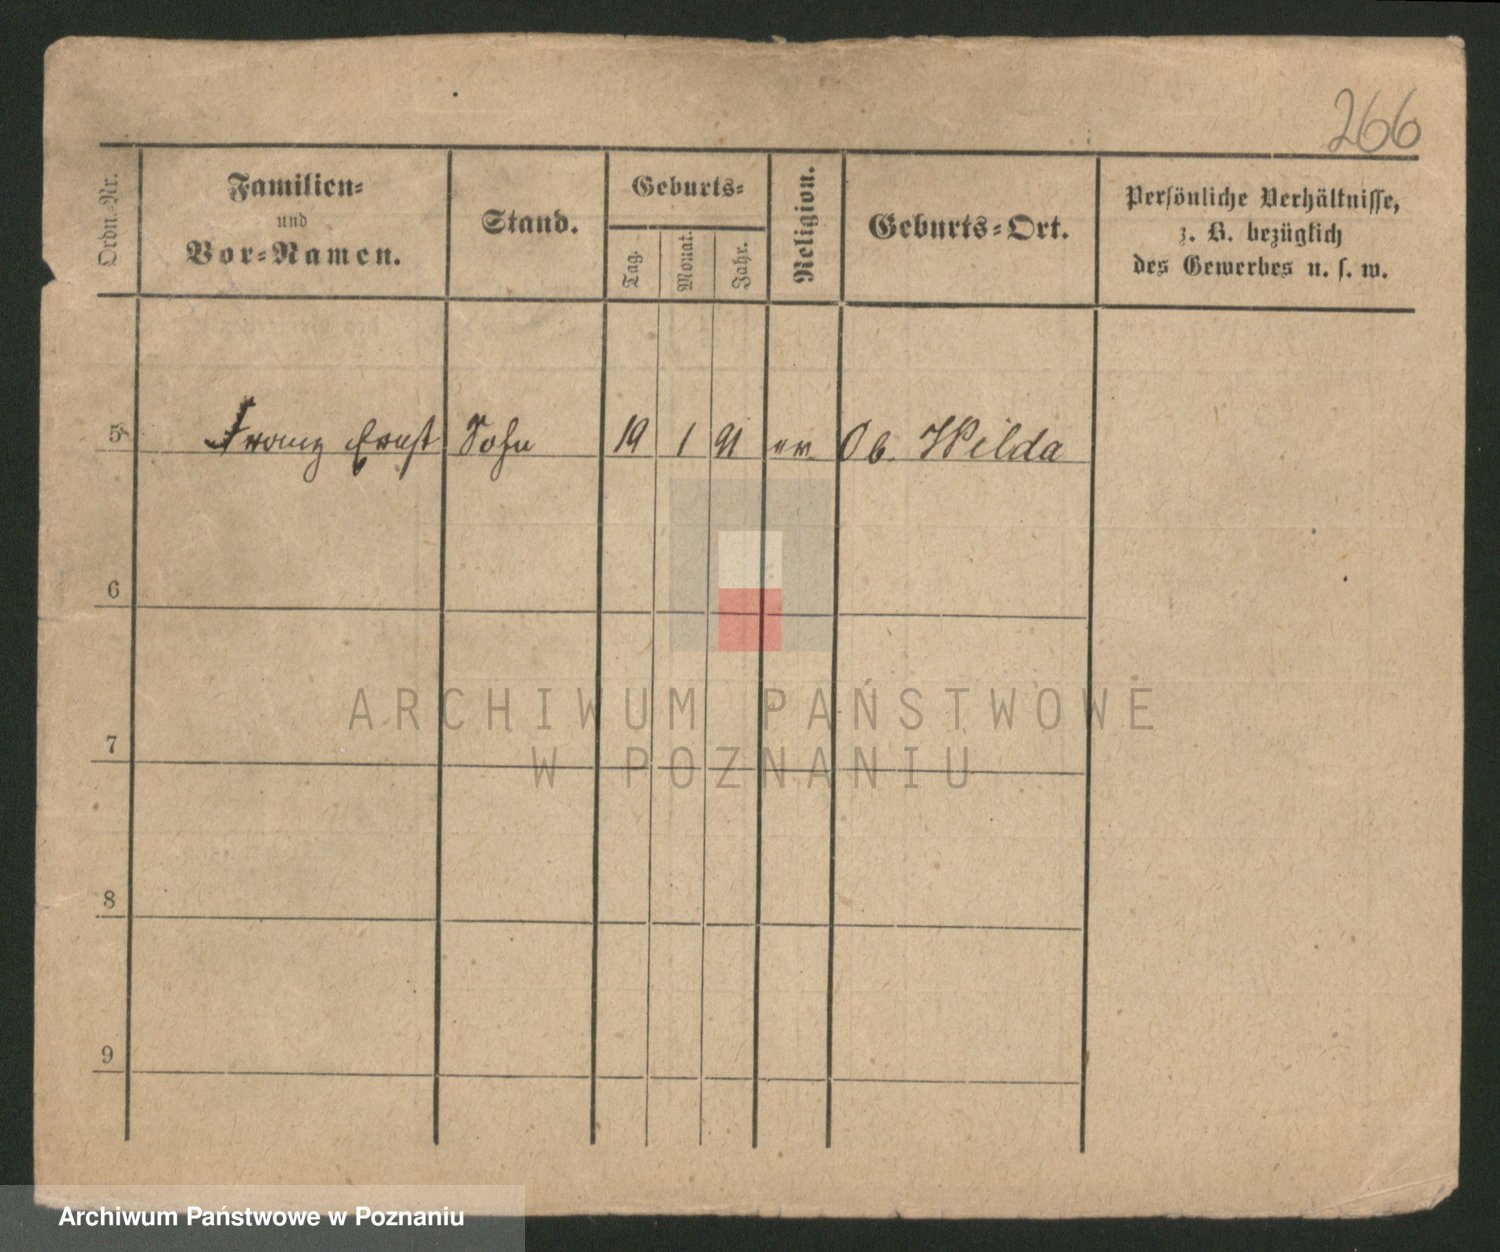 266
Ordn.-Nr.
Familien-
und
Vor-Namen.
Stand.
Geburts-
Tag.
Monat.
Jahr.
Religion.
Geburts-Ort.
Persönliche Verhältnisse,
z. B. bezüglich
des Gewerbes u. s. w.
5 Franz Ernst Sohn 19 1 91 ev. Ob. Wilda
6
7
8
9
ARCHIWUM PAŃSTWOWE
W POZNANIU
Archiwum Państwowe w Poznaniu